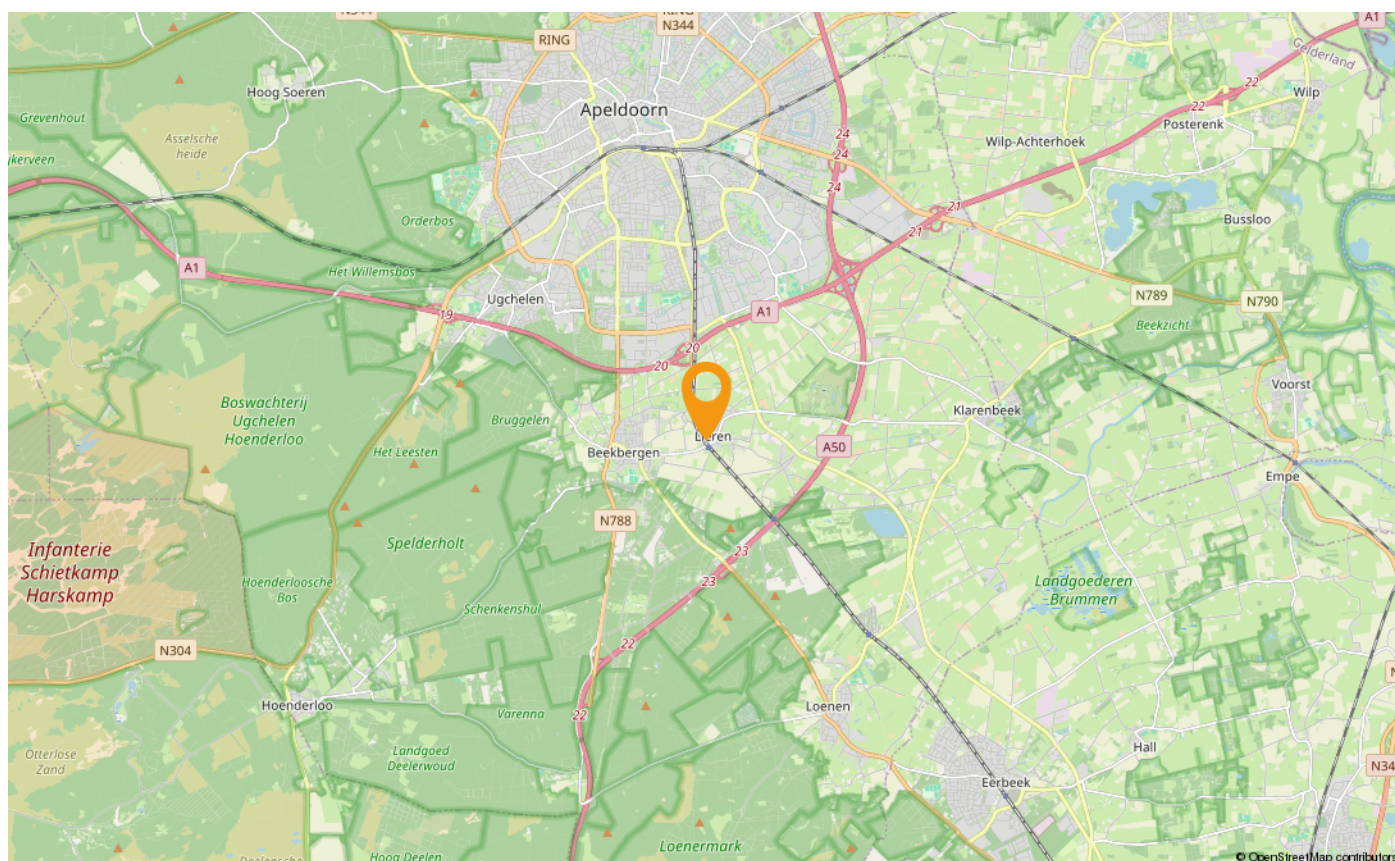 RING
N344
A1
RING
Gelderland
Hoog Soeren
22
Wilp
Grevenhout
Apeldoorn
22
Posterenk
Asselsche
heide
24
24
Wilp-Achterhoek
24
Orderbos
21
21
Bussloo
A1
Het Willemsbos
Ugchelen
19
A1
N789
N790
Beekzicht
20
20
Voorst
Boswachterij
Ugchelen
Hoenderloo
Bruggelen
Klarenbeek
Het Leesten
Beekbergen
Lieren
A50
Empe
N788
Infanterie
Schietkamp
Harskamp
Spelderholt
23
23
Hoenderloosche
Bos
Landgoederen
Brummen
Schenkenshul
22
N304
Hoenderloo
Varenna
22
Loenen
Otterlose
Zand
Landgoed
Deelerwoud
Hall
Eerbeek
Loenermark
Hoog Deelen
© OpenStreetMap contributors